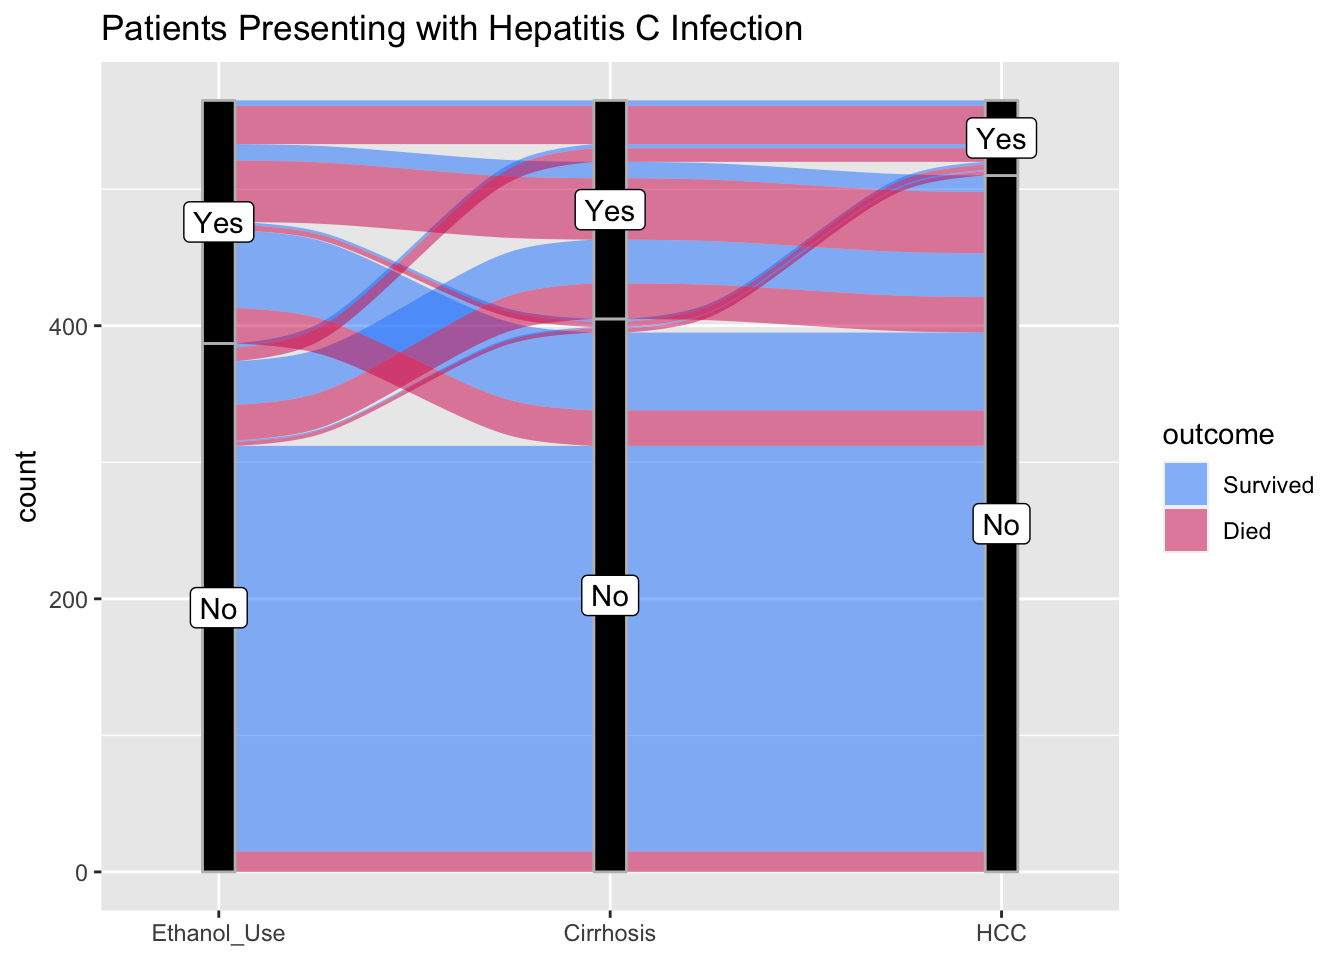 Patients Presenting with Hepatitis C Infection
count
400
200
0
Yes
No
Yes
No
Yes
No
Ethanol_Use
Cirrhosis
HCC
outcome
Survived
Died